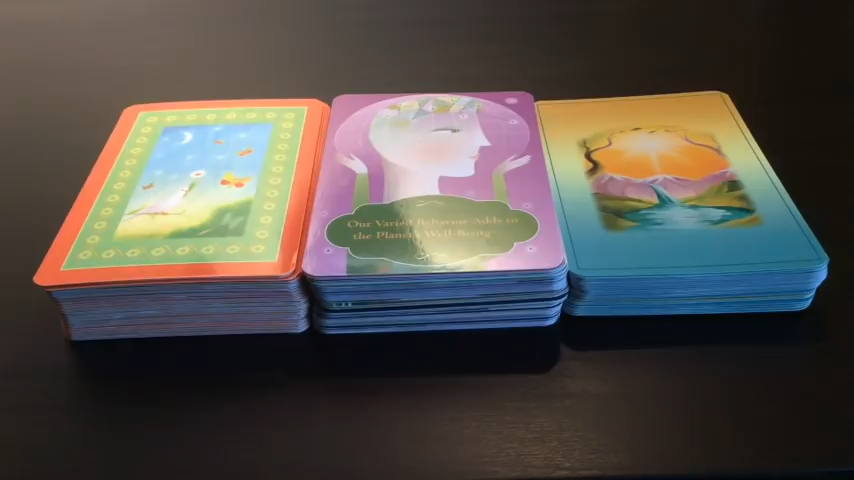 Our Varied Behavior Adds to
the Planet's Well-Being